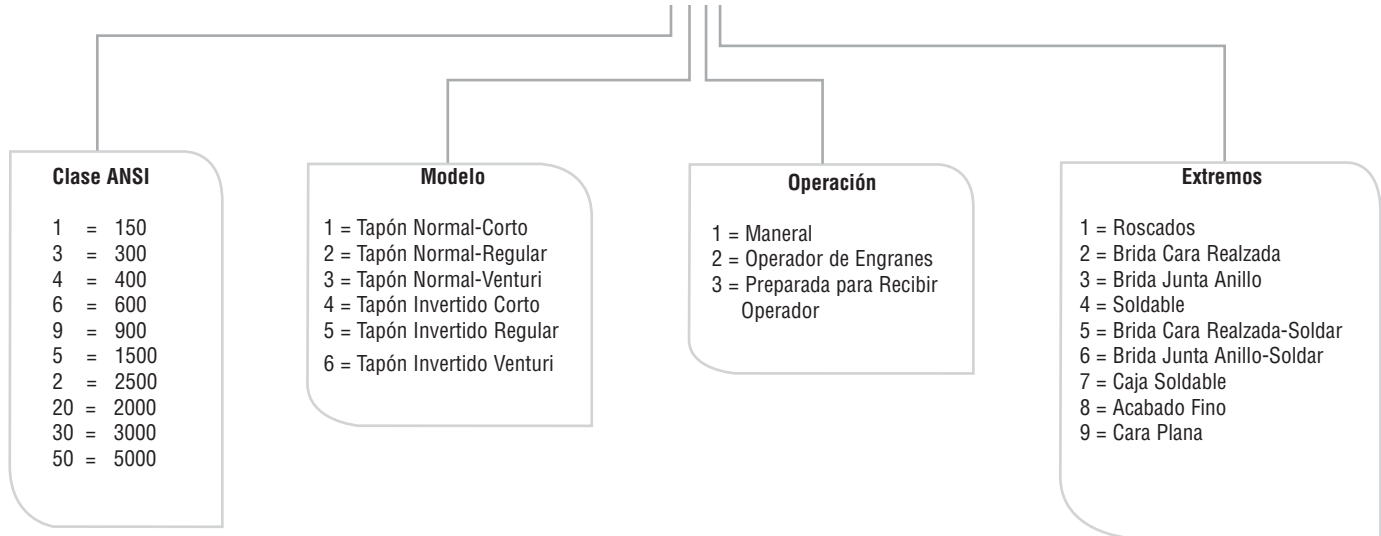 Clase ANSI
1 = 150
3 = 300
4 = 400
6 = 600
9 = 900
5 = 1500
2 = 2500
20 = 2000
30 = 3000
50 = 5000
Modelo
1 = Tapón Normal-Corto
2 = Tapón Normal-Regular
3 = Tapón Normal-Venturi
4 = Tapón Invertido Corto
5 = Tapón Invertido Regular
6 = Tapón Invertido Venturi
Operación
1 = Maneral
2 = Operador de Engranes
3 = Preparada para Recibir
Operador
Extremos
1 = Roscados
2 = Brida Cara Realzada
3 = Brida Junta Anillo
4 = Soldable
5 = Brida Cara Realzada-Soldar
6 = Brida Junta Anillo-Soldar
7 = Caja Soldable
8 = Acabado Fino
9 = Cara Plana